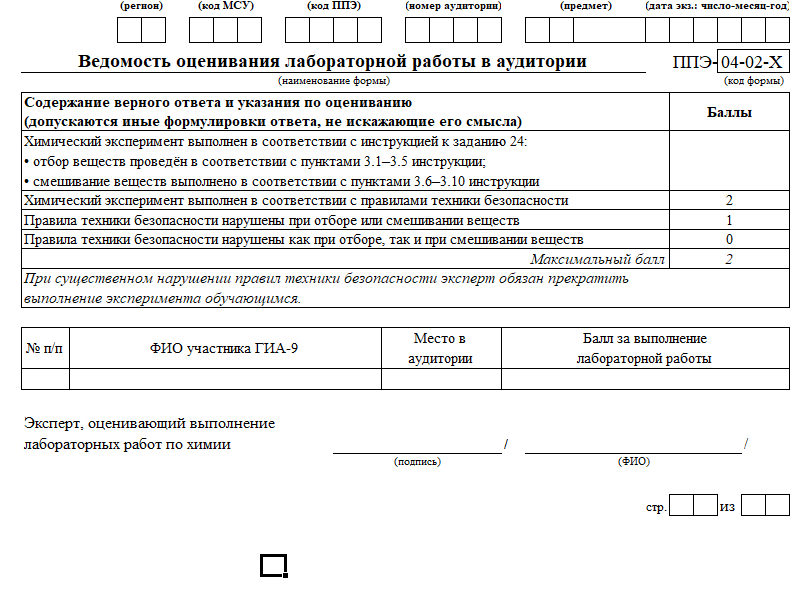 (регион) (код МСУ) (код ППЭ) (номер аудитории) (предмет) (дата экз.: число-месяц-год)
Ведомость оценивания лабораторной работы в аудитории ППЭ- 04-02-Х
(наименование формы) (код формы)
Содержание верного ответа и указания по оцениванию
(допускаются иные формулировки ответа, не искажающие его смысла) Баллы
Химический эксперимент выполнен в соответствии с инструкцией к заданию 24:
• отбор веществ проведён в соответствии с пунктами 3.1–3.5 инструкции;
• смешивание веществ выполнено в соответствии с пунктами 3.6–3.10 инструкции
Химический эксперимент выполнен в соответствии с правилами техники безопасности 2
Правила техники безопасности нарушены при отборе или смешивании веществ 1
Правила техники безопасности нарушены как при отборе, так и при смешивании веществ 0
Максимальный балл 2
При существенном нарушении правил техники безопасности эксперт обязан прекратить
выполнение эксперимента обучающимся.
№ п/п ФИО участника ГИА-9 Место в аудитории Балл за выполнение лабораторной работы
Эксперт, оценивающий выполнение
лабораторных работ по химии / /
(подпись) (ФИО)
стр. из